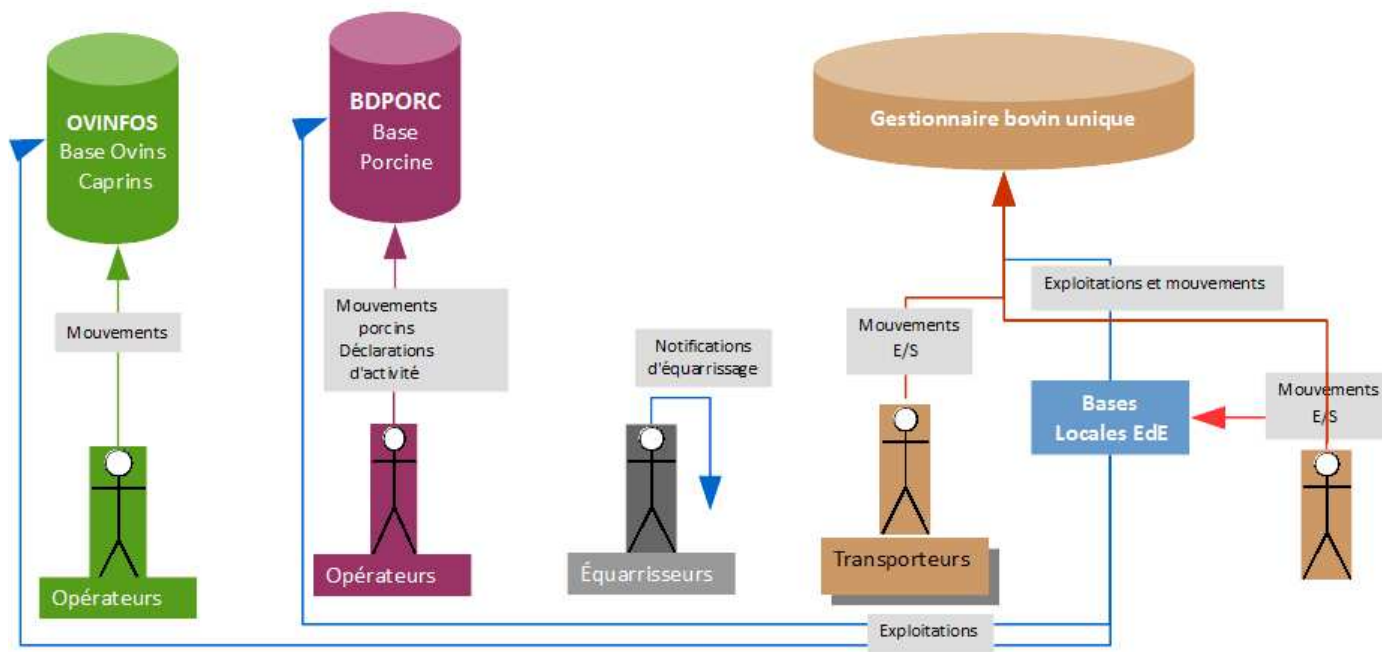 OVINFOS
Base Ovins
Caprins
BDPORC
Base
Porcine
Gestionnaire bovin unique
Mouvements
Mouvements
porcins
Déclarations
d'activité
Notifications
d'équarrissage
Mouvements
E/S
Exploitations et mouvements
Bases
Locales EdE
Mouvements
E/S
Opérateurs
Opérateurs
Équarrisseurs
Transporteurs
Exploitations